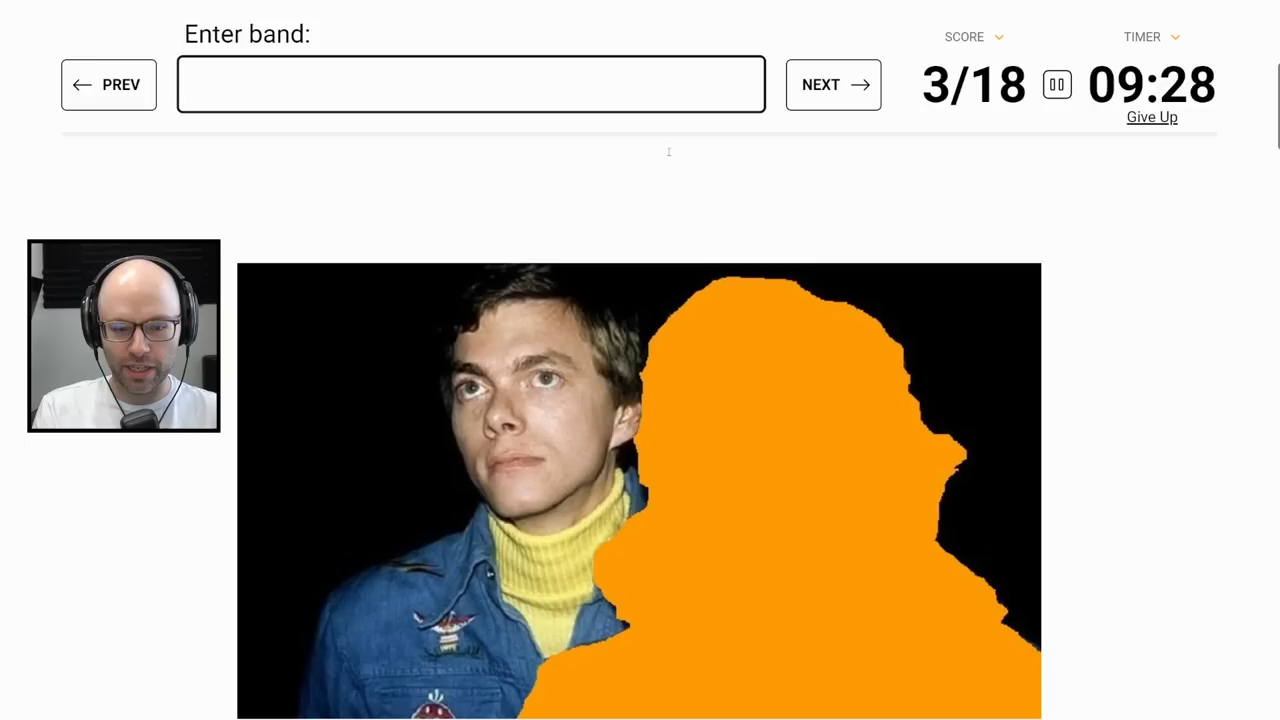 Enter band:
SCORE
TIMER
PREV
NEXT
3/18
09:28
Give Up